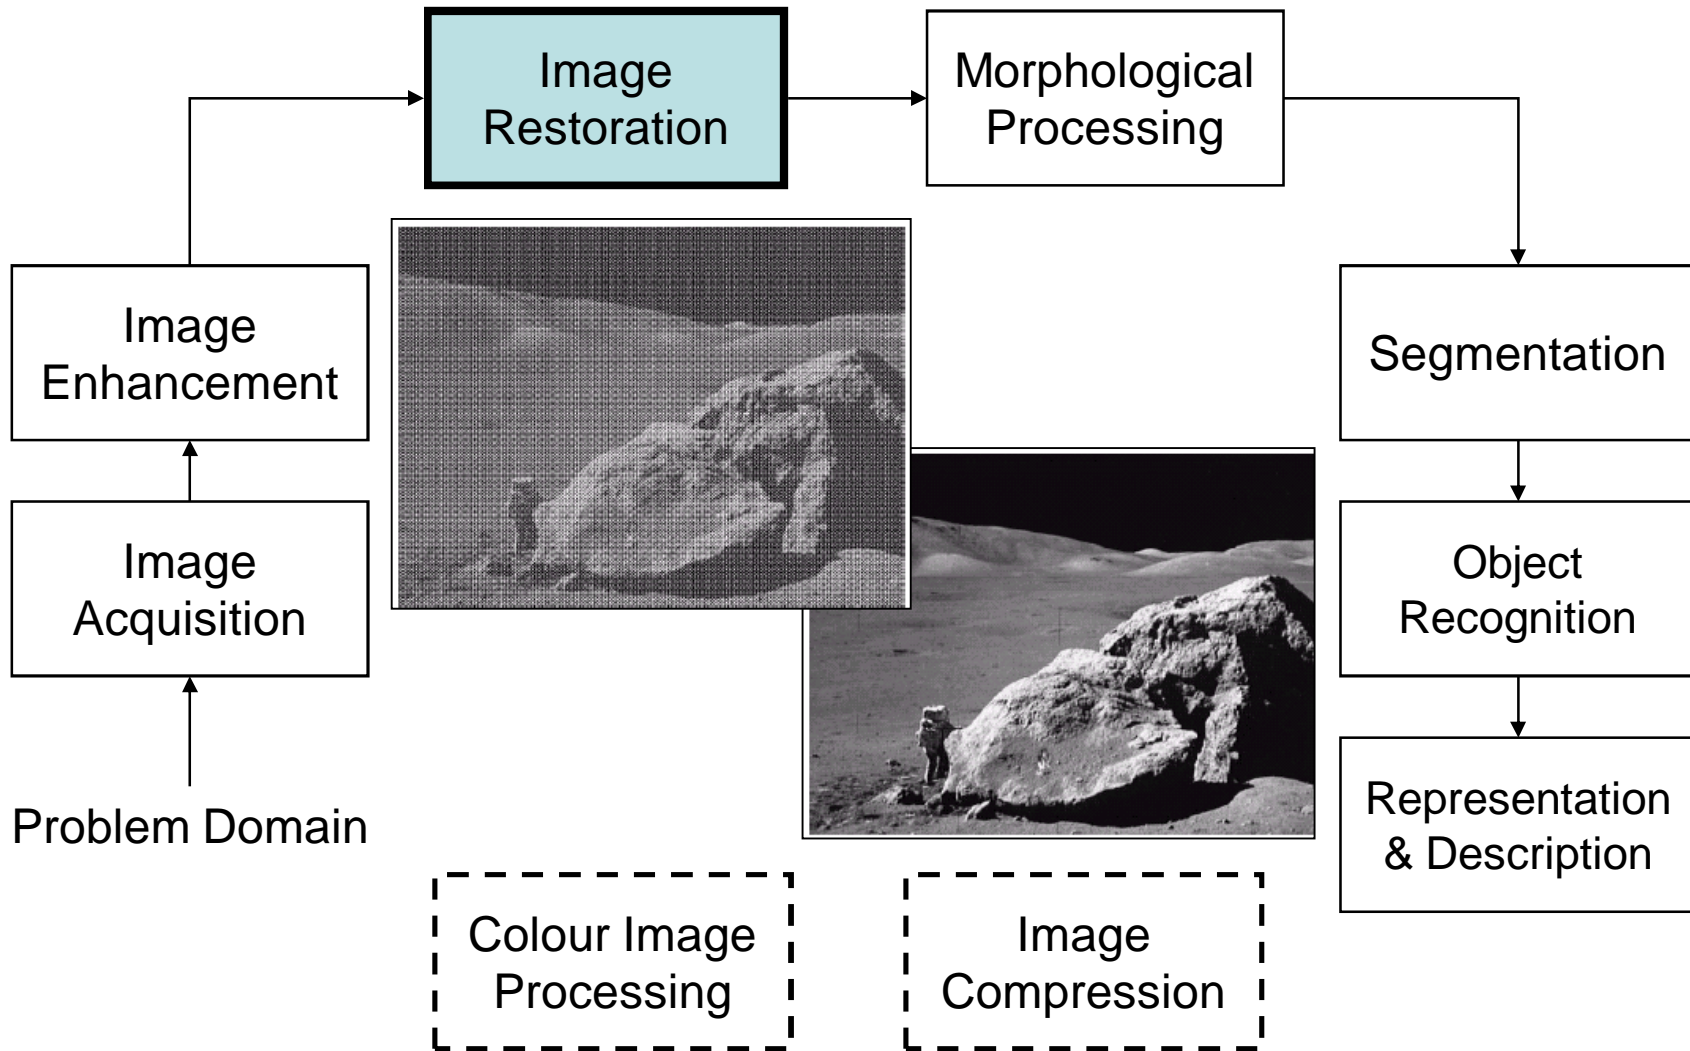 Image
Restoration
Morphological
Processing
Image
Enhancement
Segmentation
Image
Acquisition
Object
Recognition
Problem Domain
Representation
& Description
Colour Image
Processing
Image
Compression